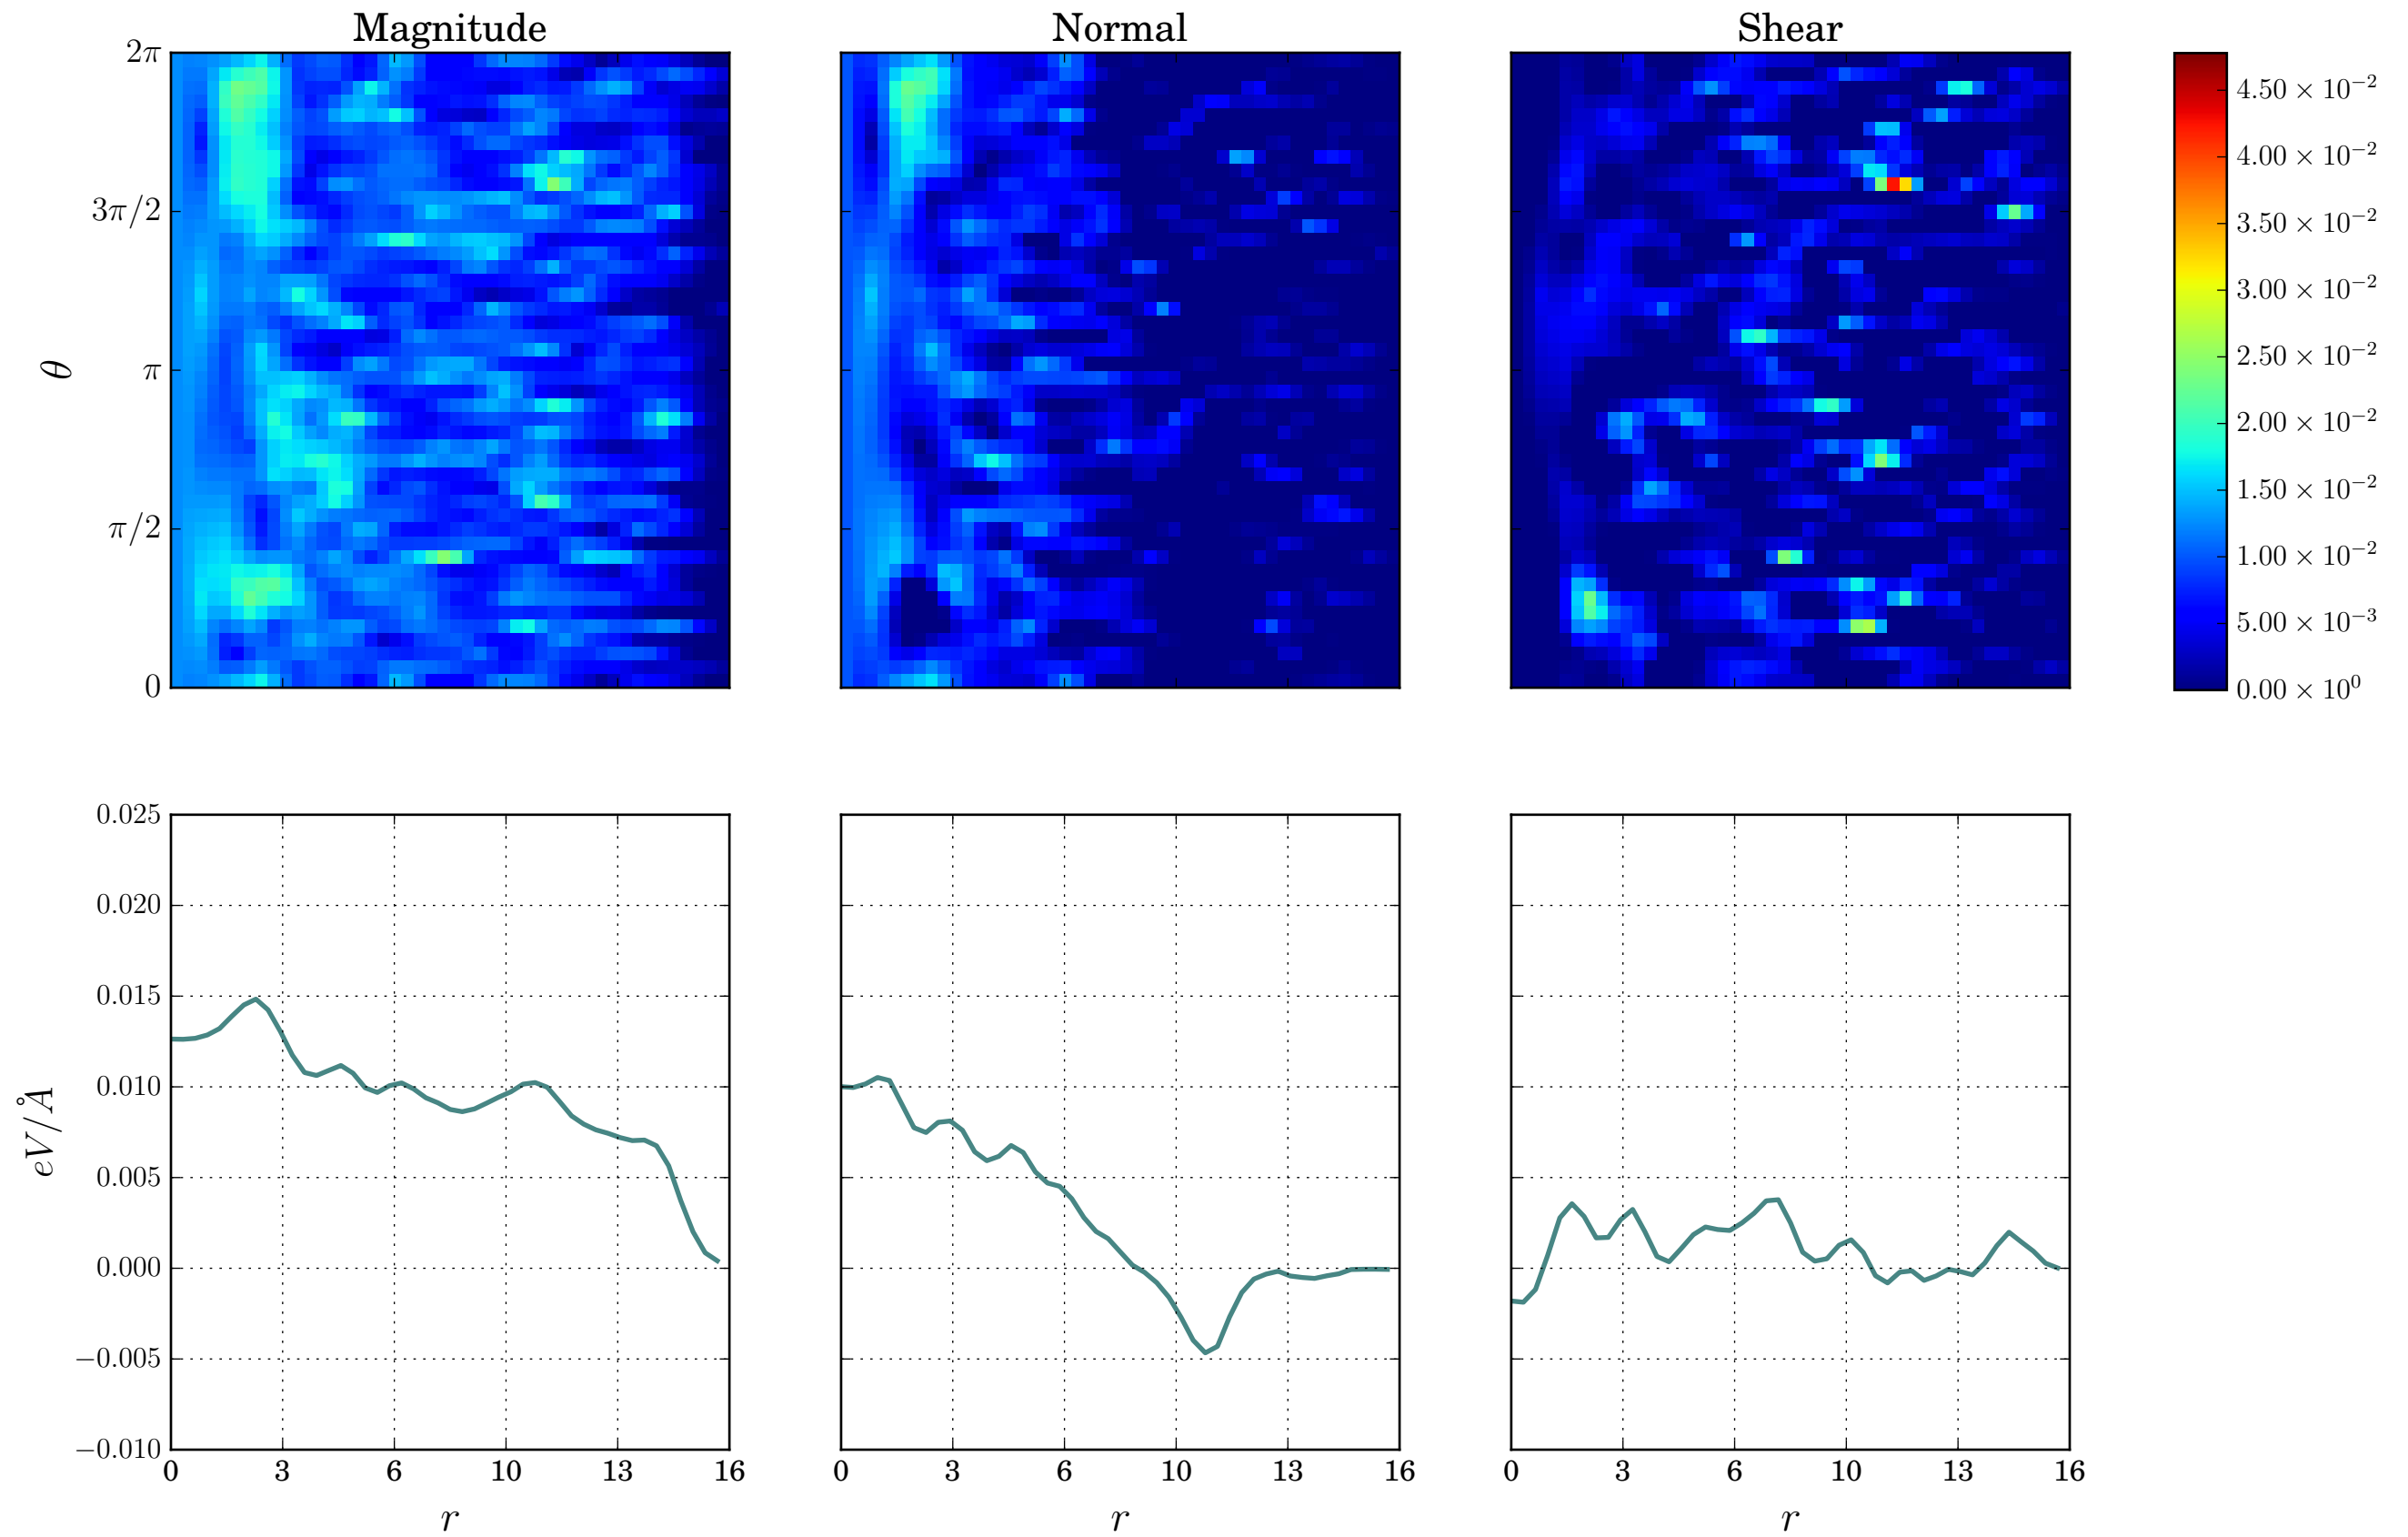 Magnitude Normal Shear
2π
3π/2
π
π/2
0
θ
4.50 × 10⁻²
4.00 × 10⁻²
3.50 × 10⁻²
3.00 × 10⁻²
2.50 × 10⁻²
2.00 × 10⁻²
1.50 × 10⁻²
1.00 × 10⁻²
5.00 × 10⁻³
0.00 × 10⁰
0.025
0.020
0.015
0.010
0.005
0.000
−0.005
−0.010
eV/Å
0 3 6 10 13 16 0 3 6 10 13 16 0 3 6 10 13 16
r r r